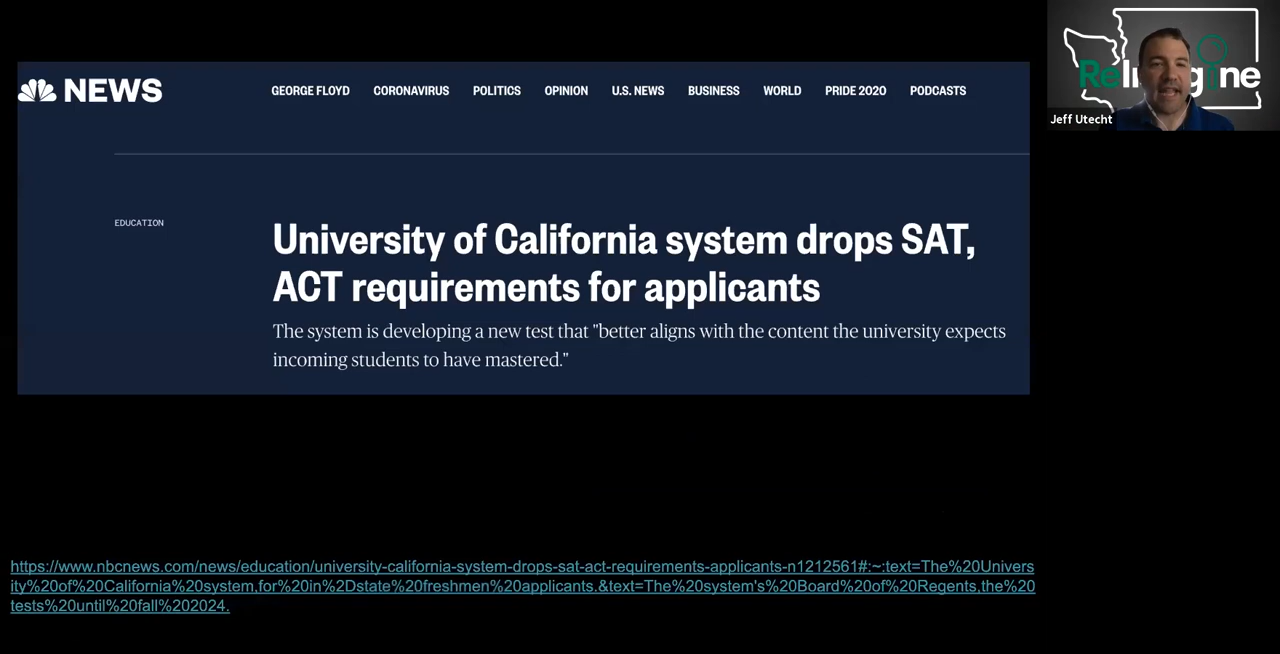 NEWS
GEORGE FLOYD CORONAVIRUS POLITICS OPINION U.S. NEWS BUSINESS WORLD PRIDE 2020 PODCASTS
EDUCATION
University of California system drops SAT,
ACT requirements for applicants
The system is developing a new test that "better aligns with the content the university expects
incoming students to have mastered.”
https://www.nbcnews.com/news/education/university-california-system-drops-sat-act-requirements-applicants-n1212561#:~:text=The%20Univers
ity%20of%20California%20system,for%20in%2Dstate%20freshmen%20applicants.&text=The%20system's%20Board%20of%20Regents,the%20
tests%20until%20fall%202024.
Jeff Utecht